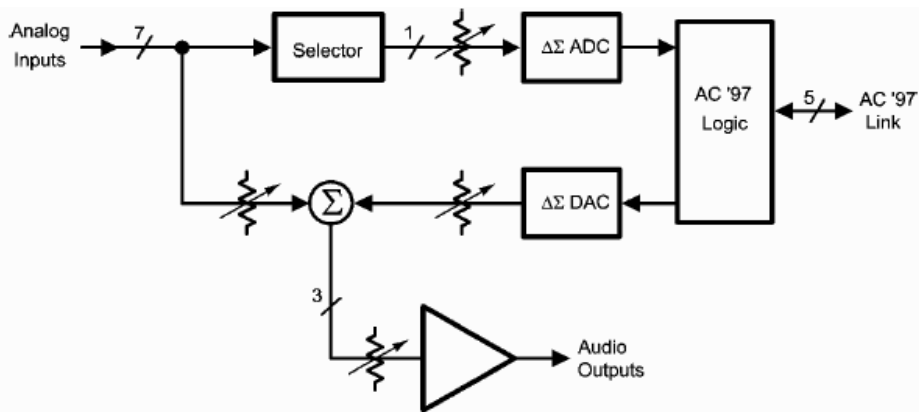 .Analog
Inputs
7
Selector
1
ΔΣ ADC
AC '97
Logic
5
AC '97
Link
Σ
ΔΣ DAC
3
Audio
Outputs